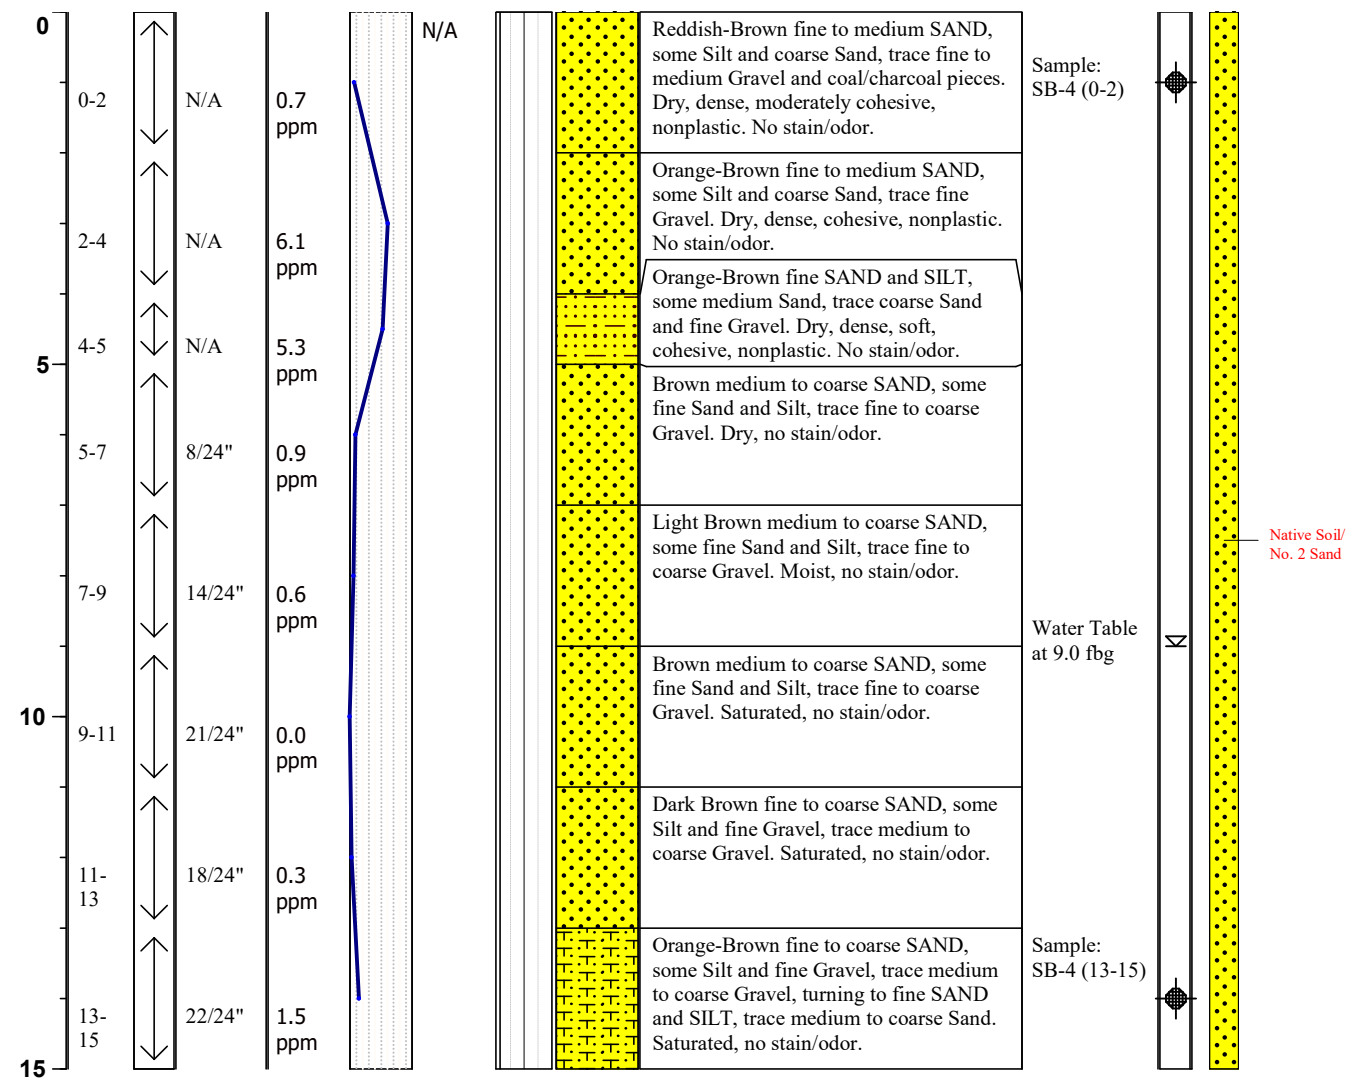 0
N/A
Reddish-Brown fine to medium SAND,
some Silt and coarse Sand, trace fine to
medium Gravel and coal/charcoal pieces.
Dry, dense, moderately cohesive,
nonplastic. No stain/odor.
Sample:
SB-4 (0-2)
0-2
N/A
0.7
ppm
Orange-Brown fine to medium SAND,
some Silt and coarse Sand, trace fine
Gravel. Dry, dense, cohesive, nonplastic.
No stain/odor.
2-4
N/A
6.1
ppm
Orange-Brown fine SAND and SILT,
some medium Sand, trace coarse Sand
and fine Gravel. Dry, dense, soft,
cohesive, nonplastic. No stain/odor.
4-5
N/A
5.3
ppm
5
Brown medium to coarse SAND, some
fine Sand and Silt, trace fine to coarse
Gravel. Dry, no stain/odor.
5-7
8/24"
0.9
ppm
Light Brown medium to coarse SAND,
some fine Sand and Silt, trace fine to
coarse Gravel. Moist, no stain/odor.
Native Soil/
No. 2 Sand
7-9
14/24"
0.6
ppm
Water Table
at 9.0 fbg
Brown medium to coarse SAND, some
fine Sand and Silt, trace fine to coarse
Gravel. Saturated, no stain/odor.
10
9-11
21/24"
0.0
ppm
Dark Brown fine to coarse SAND, some
Silt and fine Gravel, trace medium to
coarse Gravel. Saturated, no stain/odor.
11-
13
18/24"
0.3
ppm
Orange-Brown fine to coarse SAND,
some Silt and fine Gravel, trace medium
to coarse Gravel, turning to fine SAND
and SILT, trace medium to coarse Sand.
Saturated, no stain/odor.
Sample:
SB-4 (13-15)
13-
15
22/24"
1.5
ppm
15